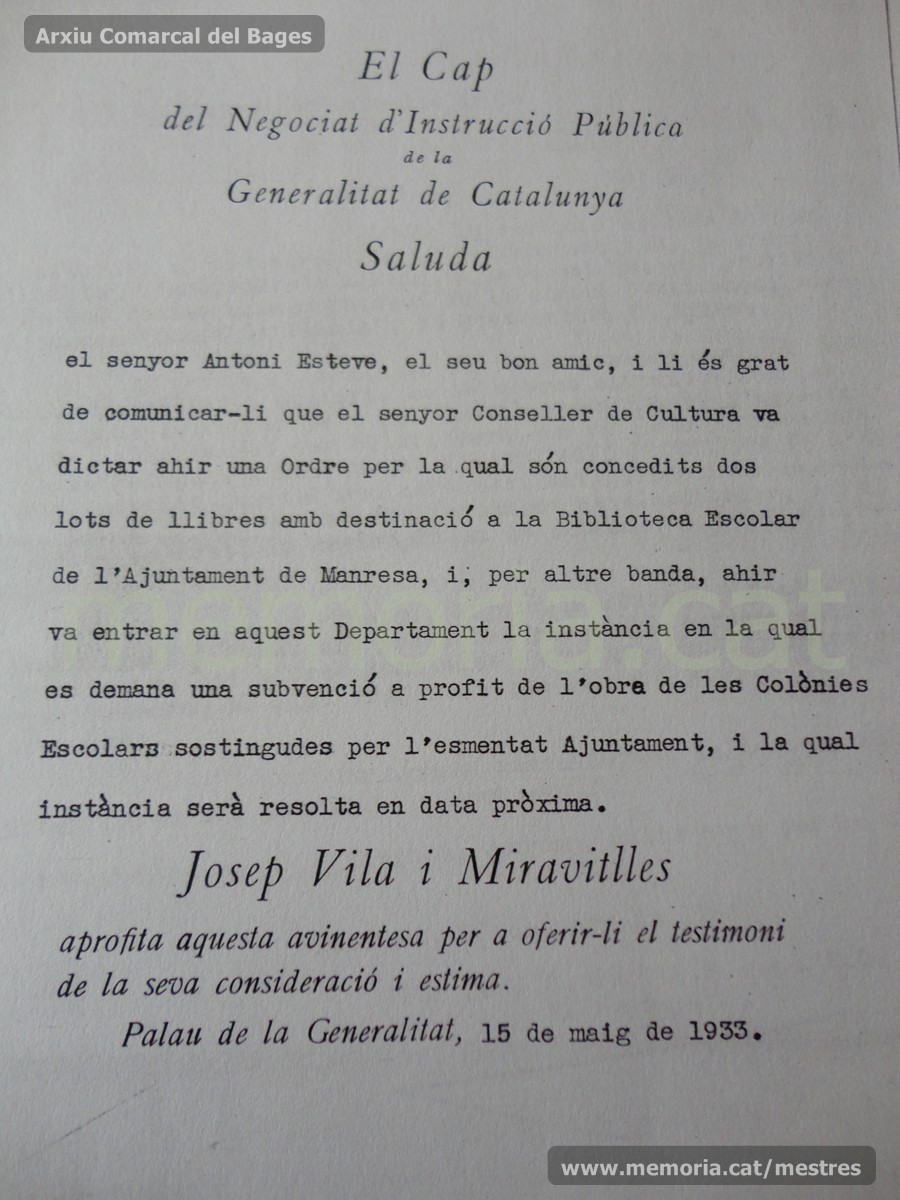 Arxiu Comarcal del Bages
El Cap
del Negociat d'Instrucció Pública
de la
Generalitat de Catalunya
Saluda
el senyor Antoni Esteve, el seu bon amic, i li és grat
de comunicar-li que el senyor Conseller de Cultura va
dictar ahir una Ordre per la qual són concedits dos
lots de llibres amb destinació a la Biblioteca Escolar
de l'Ajuntament de Manresa, i, per altre banda, ahir
va entrar en aquest Departament la instància en la qual
es demana una subvenció a profit de l'obra de les Colònies
Escolars sostingudes per l'esmentat Ajuntament, i la qual
instància serà resolta en data pròxima.
Josep Vila i Miravitlles
aprofita aquesta avinentesa per a oferir-li el testimoni
de la seva consideració i estima.
Palau de la Generalitat, 15 de maig de 1933.
memoria.cat
www.memoria.cat/mestres